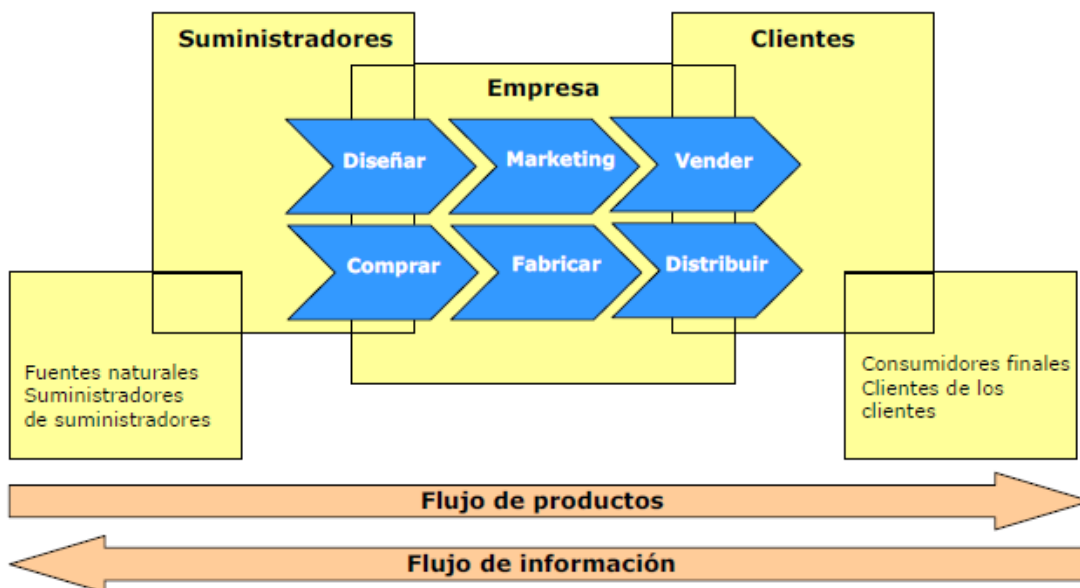 Suministradores
Clientes
Empresa
Diseñar
Marketing
Vender
Comprar
Fabricar
Distribuir
Fuentes naturales
Suministradores
de suministradores
Consumidores finales
Clientes de los
clientes
Flujo de productos
Flujo de información